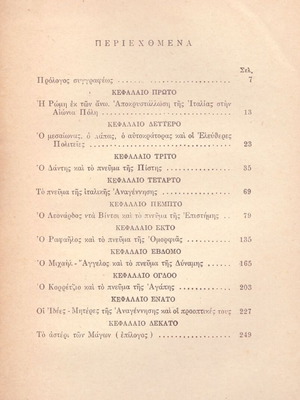 ΠΕΡΙΕΧΟΜΕΝΑ
Σελ.
Πρόλογος συγγραφέως 7
ΚΕΦΑΛΑΙΟ ΠΡΩΤΟ
Ἡ Ρώμη ἐκ τῶν ἄνω. Ἀποκρυστάλλωση τῆς Ἰταλίας στὴν
Αἰώνια Πόλη 13
ΚΕΦΑΛΑΙΟ ΔΕΥΤΕΡΟ
Ὁ μεσαίωνας, ὁ πάπας, ὁ αὐτοκράτορας καὶ οἱ Ἐλεύθερες
Πολιτεῖες 23
ΚΕΦΑΛΑΙΟ ΤΡΙΤΟ
Ὁ Δάντης καὶ τὸ πνεῦμα τῆς Πίστης 35
ΚΕΦΑΛΑΙΟ ΤΕΤΑΡΤΟ
Τὸ πνεῦμα τῆς ἰταλικῆς Ἀναγέννησης 69
ΚΕΦΑΛΑΙΟ ΠΕΜΠΤΟ
Ὁ Λεονάρδος ντὰ Βίντσι καὶ τὸ πνεῦμα τῆς Ἐπιστήμης 79
ΚΕΦΑΛΑΙΟ ΕΚΤΟ
Ὁ Ραφαῆλος καὶ τὸ πνεῦμα τῆς Ὀμορφιᾶς 135
ΚΕΦΑΛΑΙΟ ΕΒΔΟΜΟ
Ὁ Μιχαὴλ-Ἄγγελος καὶ τὸ πνεῦμα τῆς Δύναμης 165
ΚΕΦΑΛΑΙΟ ΟΓΔΟΟ
Ὁ Κορρέτζιο καὶ τὸ πνεῦμα τῆς Ἀγάπης 203
ΚΕΦΑΛΑΙΟ ΕΝΑΤΟ
Οἱ Ἰδέες-Μητέρες τῆς Ἀναγέννησης καὶ οἱ προοπτικές τους 227
ΚΕΦΑΛΑΙΟ ΔΕΚΑΤΟ
Τὸ ἀστέρι τῶν Μάγων (ἐπίλογος) 249